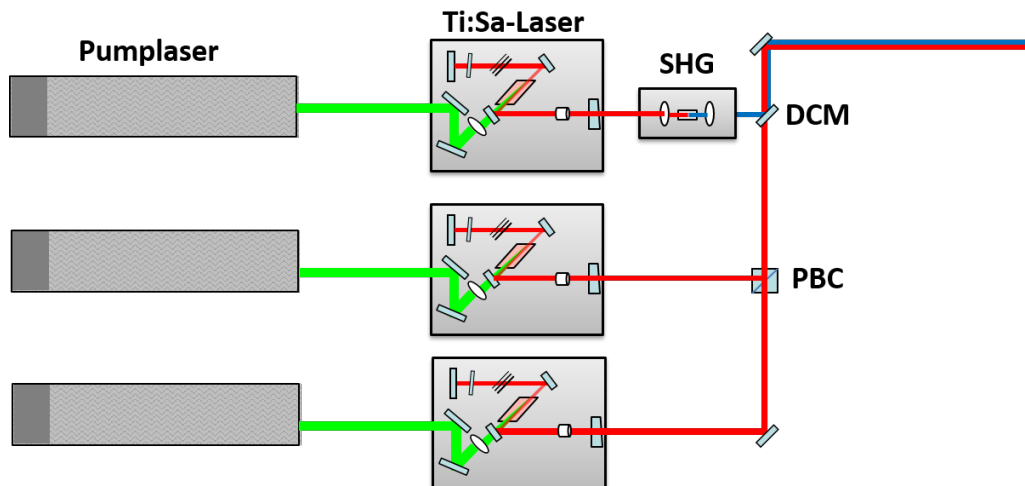 Ti:Sa-Laser
Pumplaser
SHG
DCM
PBC